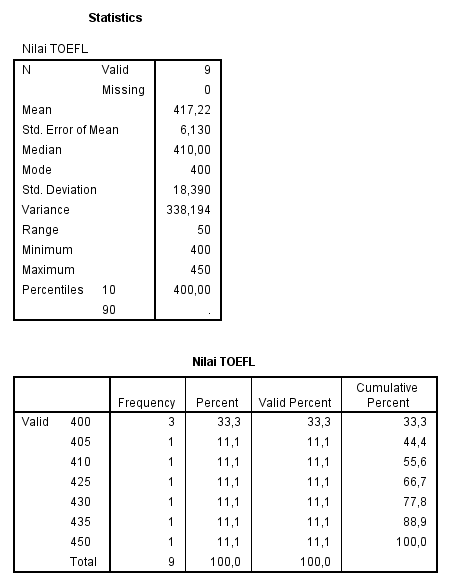 Statistics
Nilai TOEFL
N Valid 9
Missing 0
Mean 417,22
Std. Error of Mean 6,130
Median 410,00
Mode 400
Std. Deviation 18,390
Variance 338,194
Range 50
Minimum 400
Maximum 450
Percentiles 10 400,00
90 .
Nilai TOEFL
Frequency Percent Valid Percent Cumulative Percent
Valid 400 3 33,3 33,3 33,3
405 1 11,1 11,1 44,4
410 1 11,1 11,1 55,6
425 1 11,1 11,1 66,7
430 1 11,1 11,1 77,8
435 1 11,1 11,1 88,9
450 1 11,1 11,1 100,0
Total 9 100,0 100,0